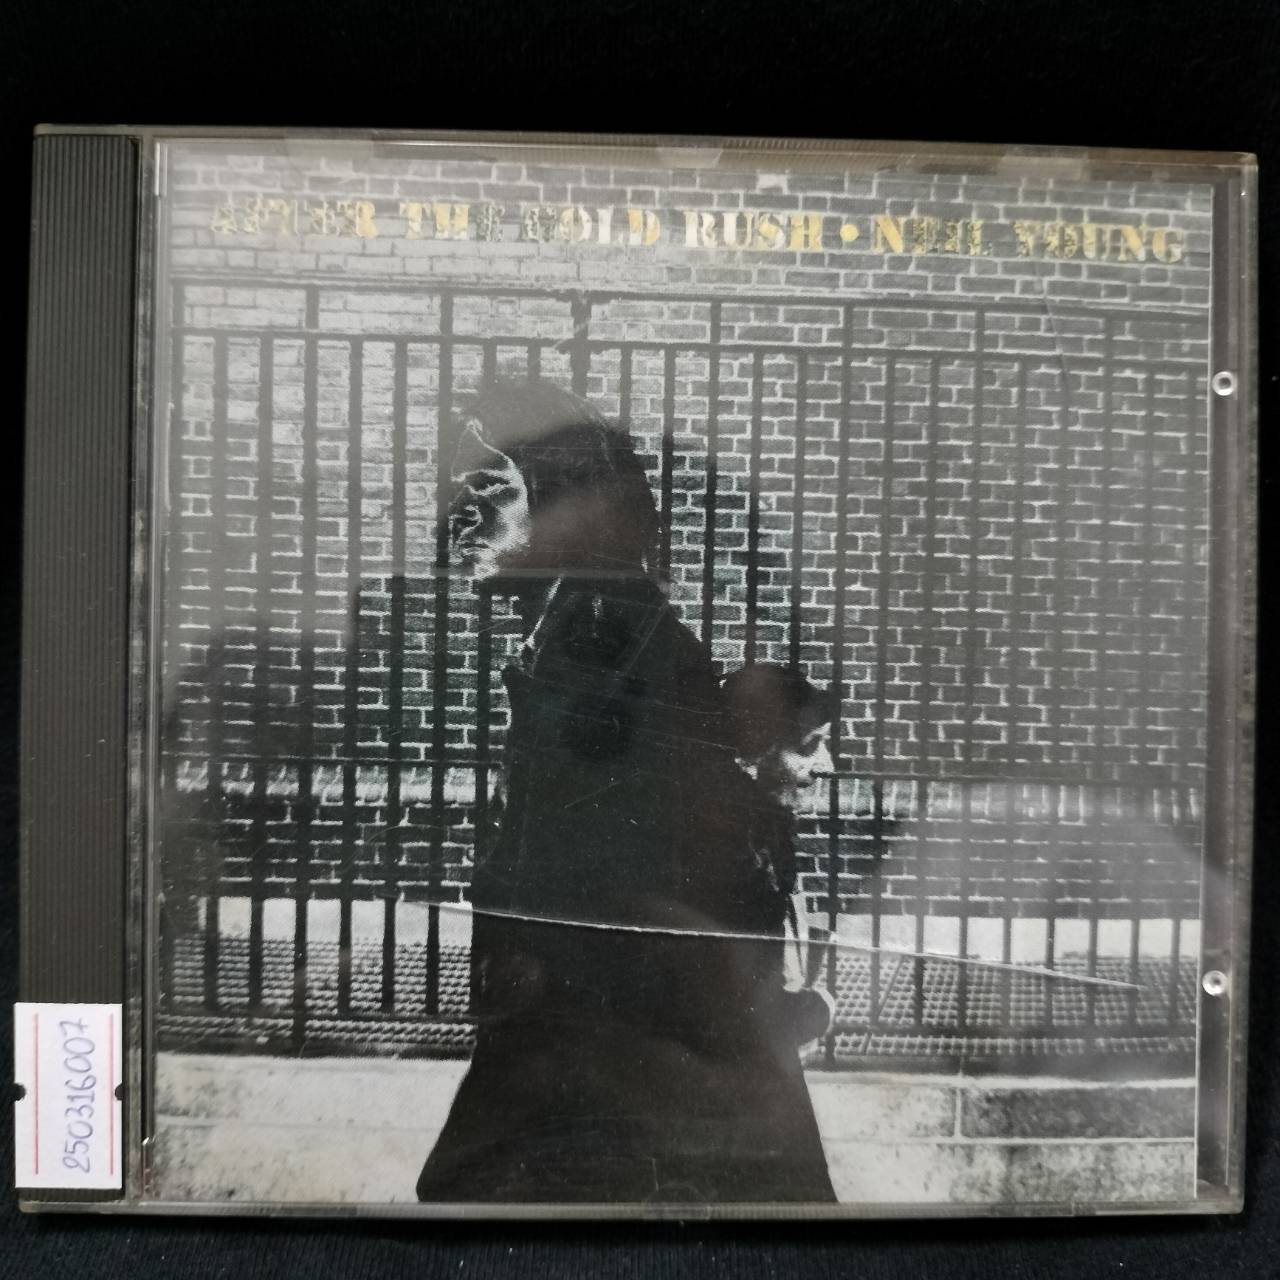 AFTER THE GOLD RUSH • NEIL YOUNG
250316007